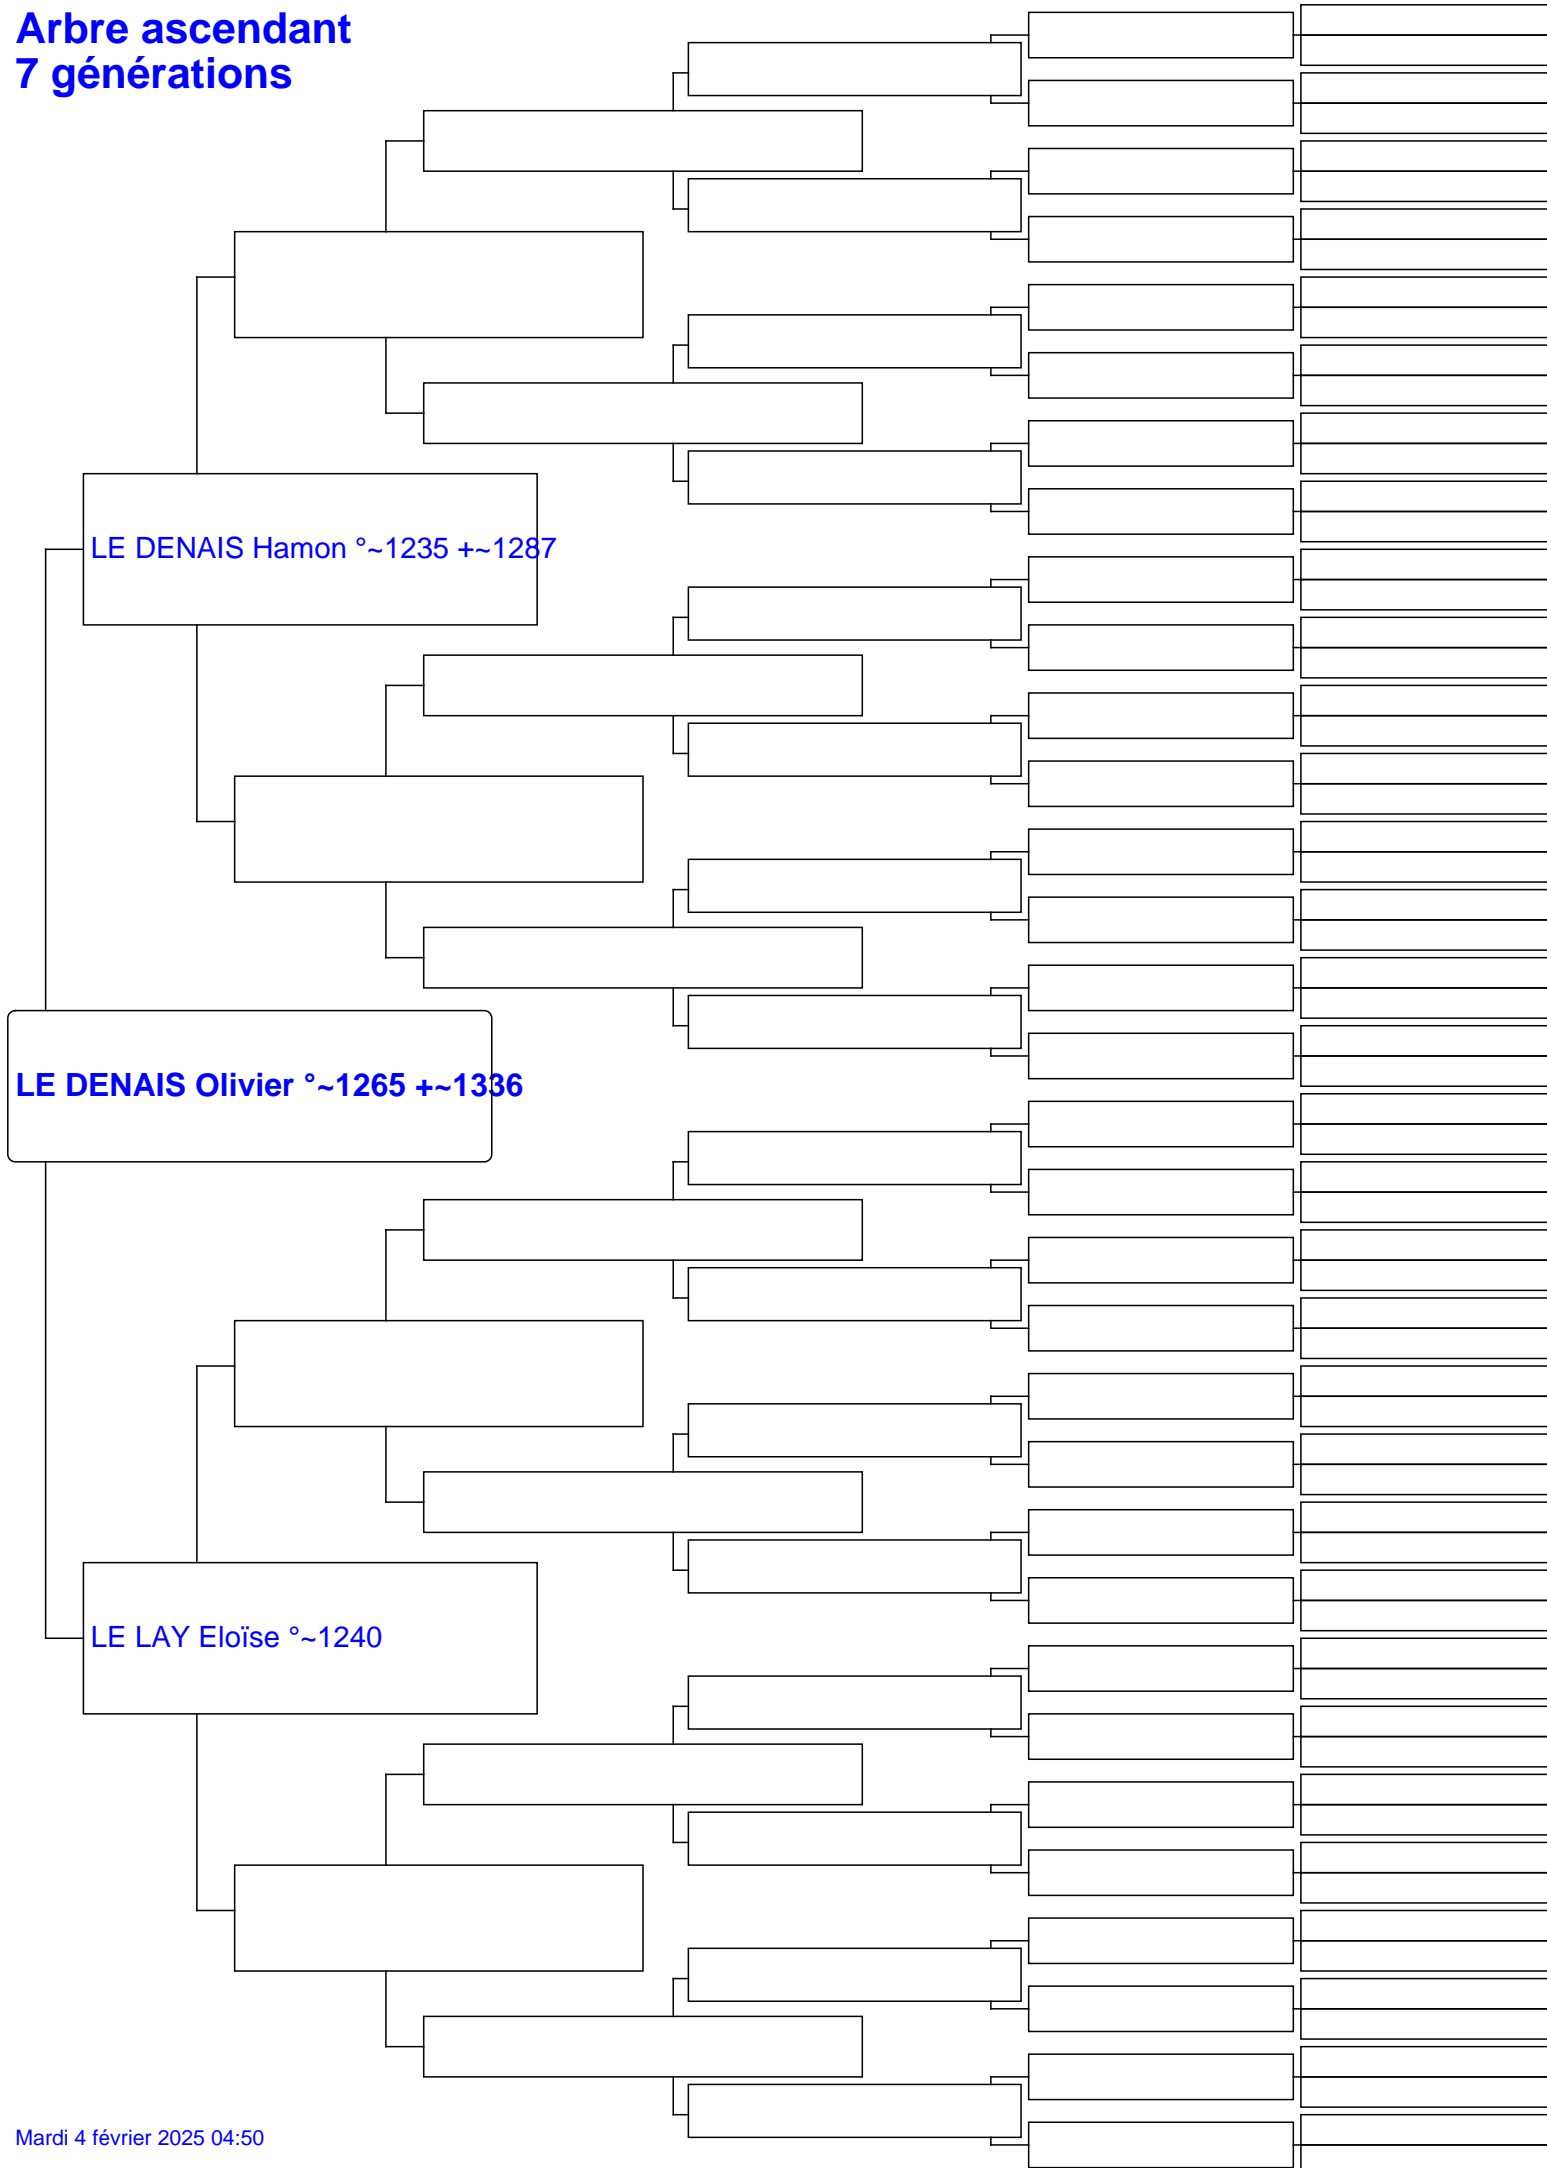 Arbre ascendant
7 générations
LE DENAIS Hamon °~1235 +~1287
LE DENAIS Olivier °~1265 +~1336
LE LAY Eloïse °~1240
Mardi 4 février 2025 04:50